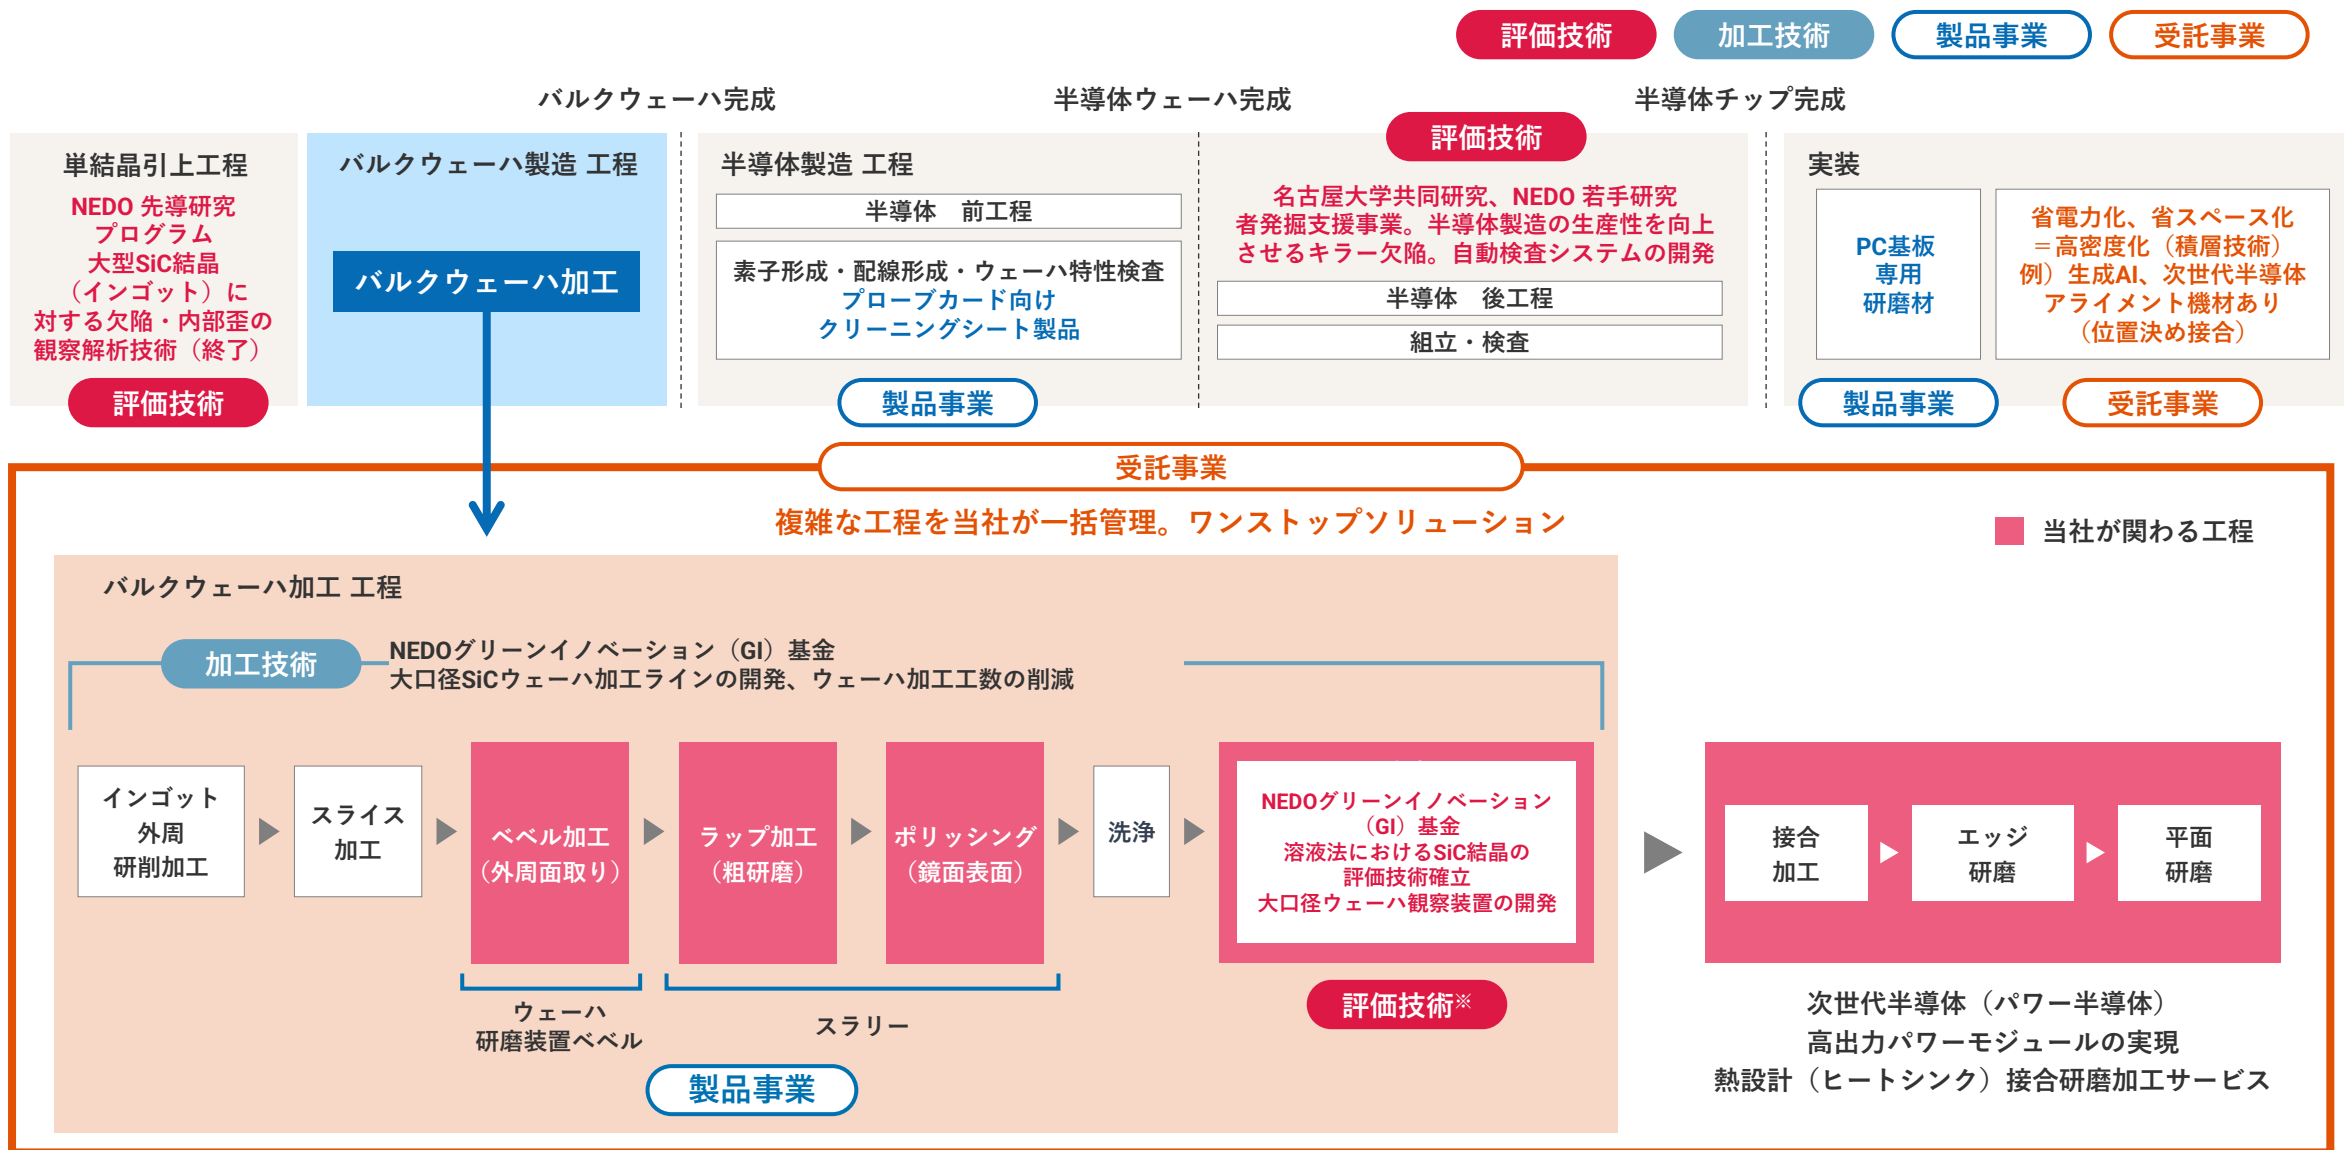 評価技術
加工技術
製品事業
受託事業
バルクウェーハ完成
半導体ウェーハ完成
半導体チップ完成
単結晶引上工程
NEDO 先導研究
プログラム
大型SiC結晶
（インゴット）に
対する欠陥・内部歪の
観察解析技術（終了）
評価技術
バルクウェーハ製造 工程
バルクウェーハ加工
半導体製造 工程
半導体　前工程
素子形成・配線形成・ウェーハ特性検査
プローブカード向け
クリーニングシート製品
製品事業
評価技術
名古屋大学共同研究、NEDO 若手研究
者発掘支援事業。半導体製造の生産性を向上
させるキラー欠陥。自動検査システムの開発
半導体　後工程
組立・検査
実装
PC基板
専用
研磨材
製品事業
省電力化、省スペース化
＝高密度化（積層技術）
例）生成AI、次世代半導体
アライメント機材あり
（位置決め接合）
受託事業
受託事業
複雑な工程を当社が一括管理。ワンストップソリューション
当社が関わる工程
バルクウェーハ加工 工程
加工技術
NEDOグリーンイノベーション（GI）基金
大口径SiCウェーハ加工ラインの開発、ウェーハ加工工数の削減
インゴット
外周
研削加工
スライス
加工
ベベル加工
（外周面取り）
ラップ加工
（粗研磨）
ポリッシング
（鏡面表面）
洗浄
NEDOグリーンイノベーション
（GI）基金
溶液法におけるSiC結晶の
評価技術確立
大口径ウェーハ観察装置の開発
評価技術※
ウェーハ
研磨装置ベベル
スラリー
製品事業
接合
加工
エッジ
研磨
平面
研磨
次世代半導体（パワー半導体）
高出力パワーモジュールの実現
熱設計（ヒートシンク）接合研磨加工サービス